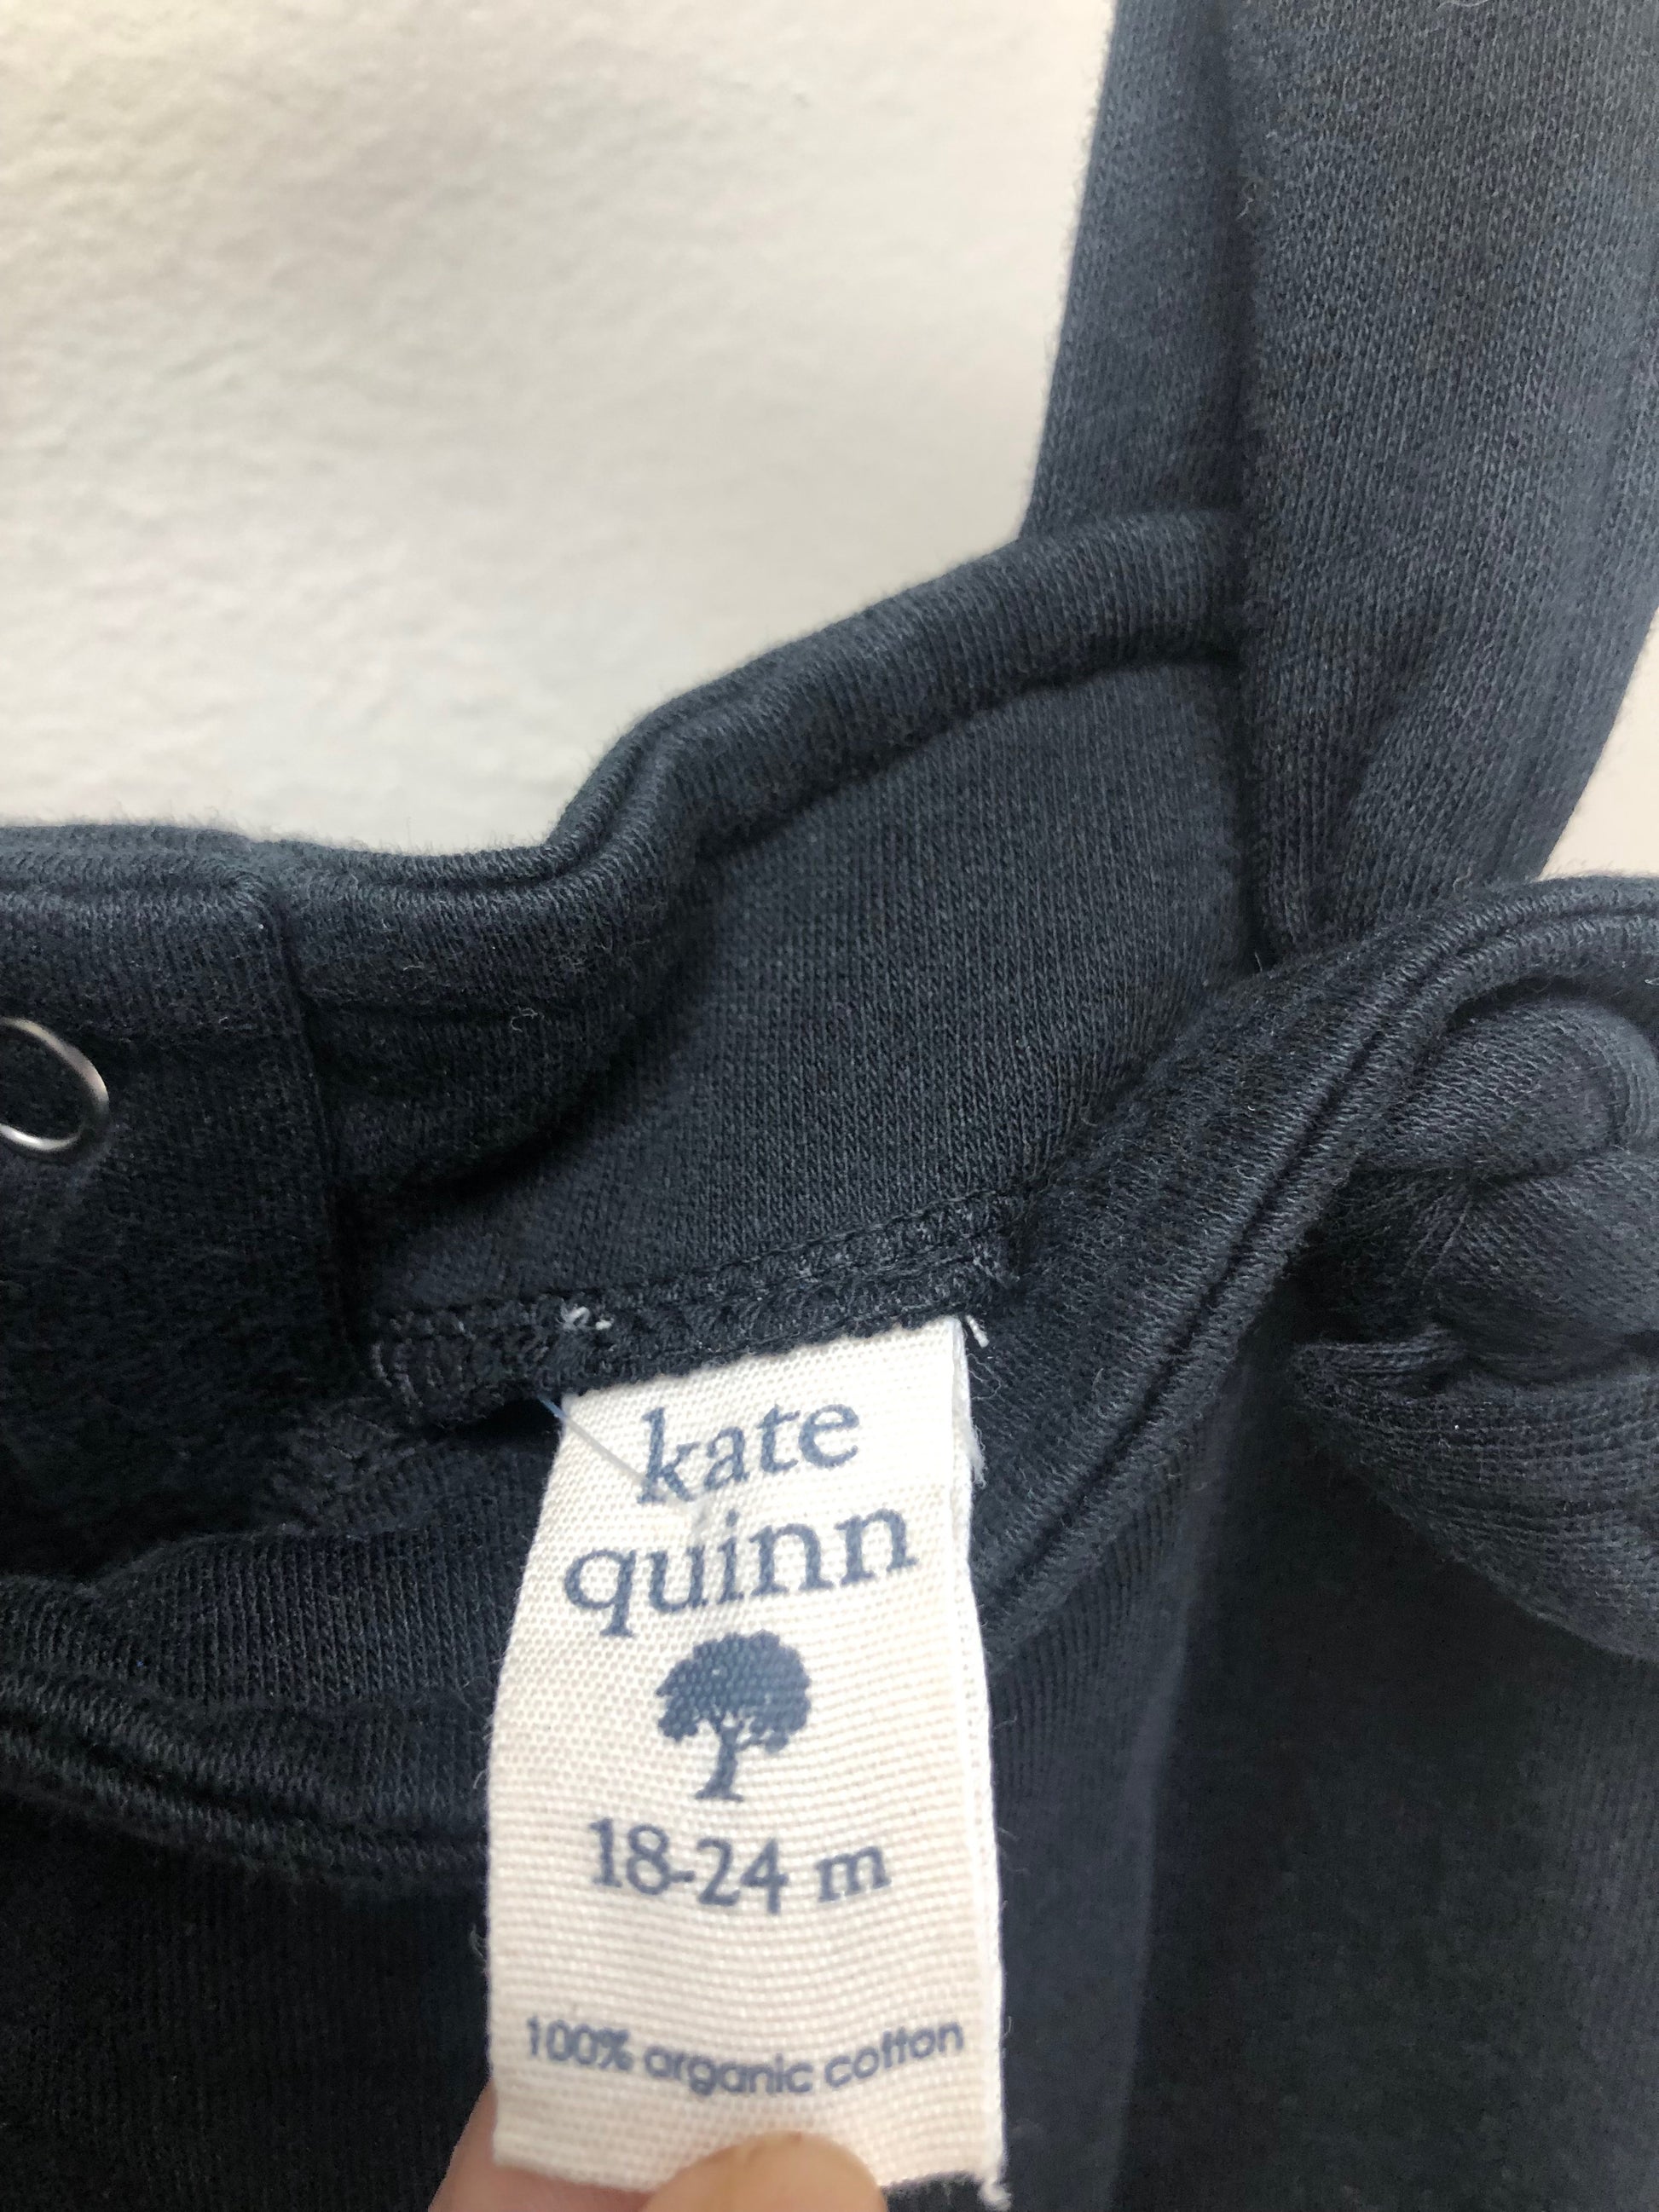 kate
quinn
18-24 m
100% organic cotton